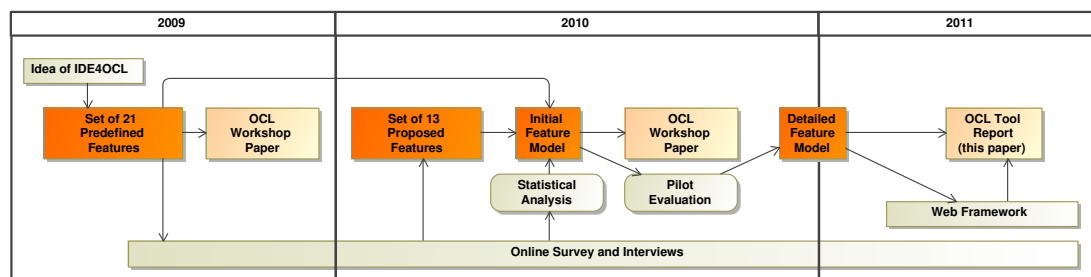 2009
2010
2011
Idea of IDE4OCL
Set of 21
Predefined
Features
OCL
Workshop
Paper
Set of 13
Proposed
Features
Initial
Feature
Model
OCL
Workshop
Paper
Detailed
Feature
Model
OCL Tool
Report
(this paper)
Statistical
Analysis
Pilot
Evaluation
Web Framework
Online Survey and Interviews